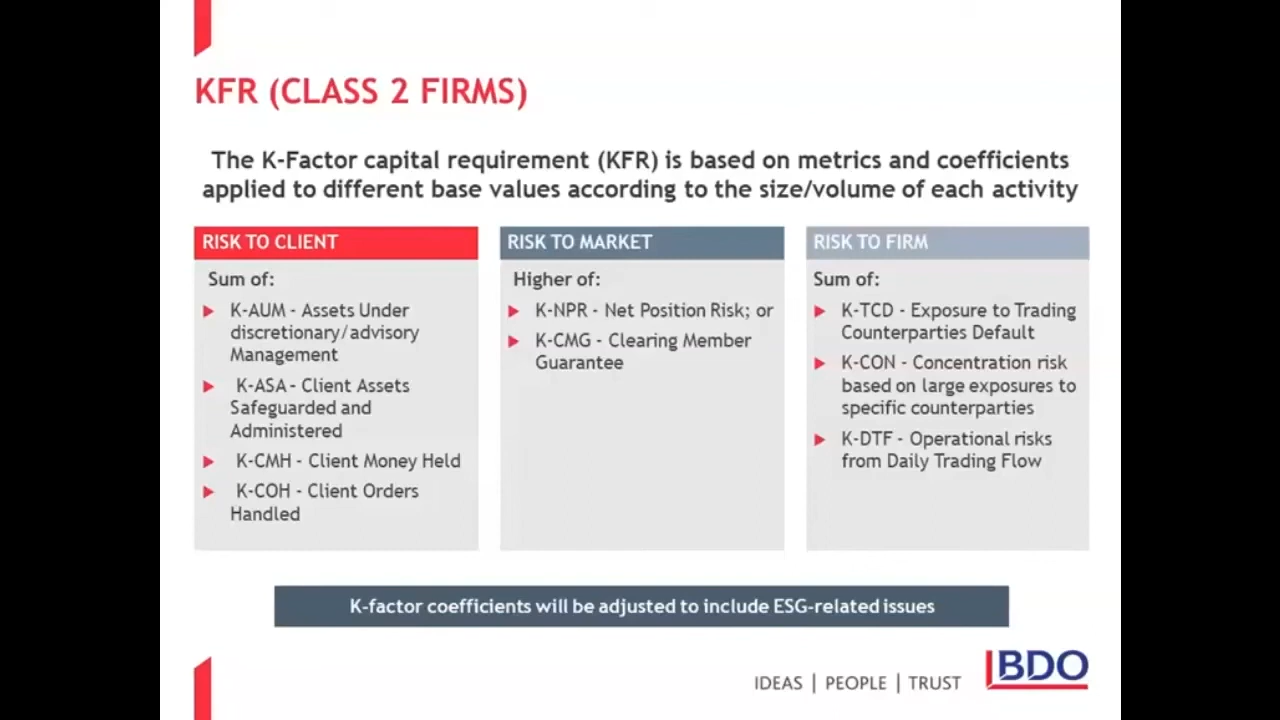 KFR (CLASS 2 FIRMS)
The K-Factor capital requirement (KFR) is based on metrics and coefficients
applied to different base values according to the size/volume of each activity
RISK TO CLIENT
Sum of:
K-AUM - Assets Under
discretionary/advisory
Management
K-ASA - Client Assets
Safeguarded and
Administered
K-CMH - Client Money Held
K-COH - Client Orders
Handled
RISK TO MARKET
Higher of:
K-NPR - Net Position Risk; or
K-CMG - Clearing Member
Guarantee
RISK TO FIRM
Sum of:
K-TCD - Exposure to Trading
Counterparties Default
K-CON - Concentration risk
based on large exposures to
specific counterparties
K-DTF - Operational risks
from Daily Trading Flow
K-factor coefficients will be adjusted to include ESG-related issues
IDEAS | PEOPLE | TRUST
BDO